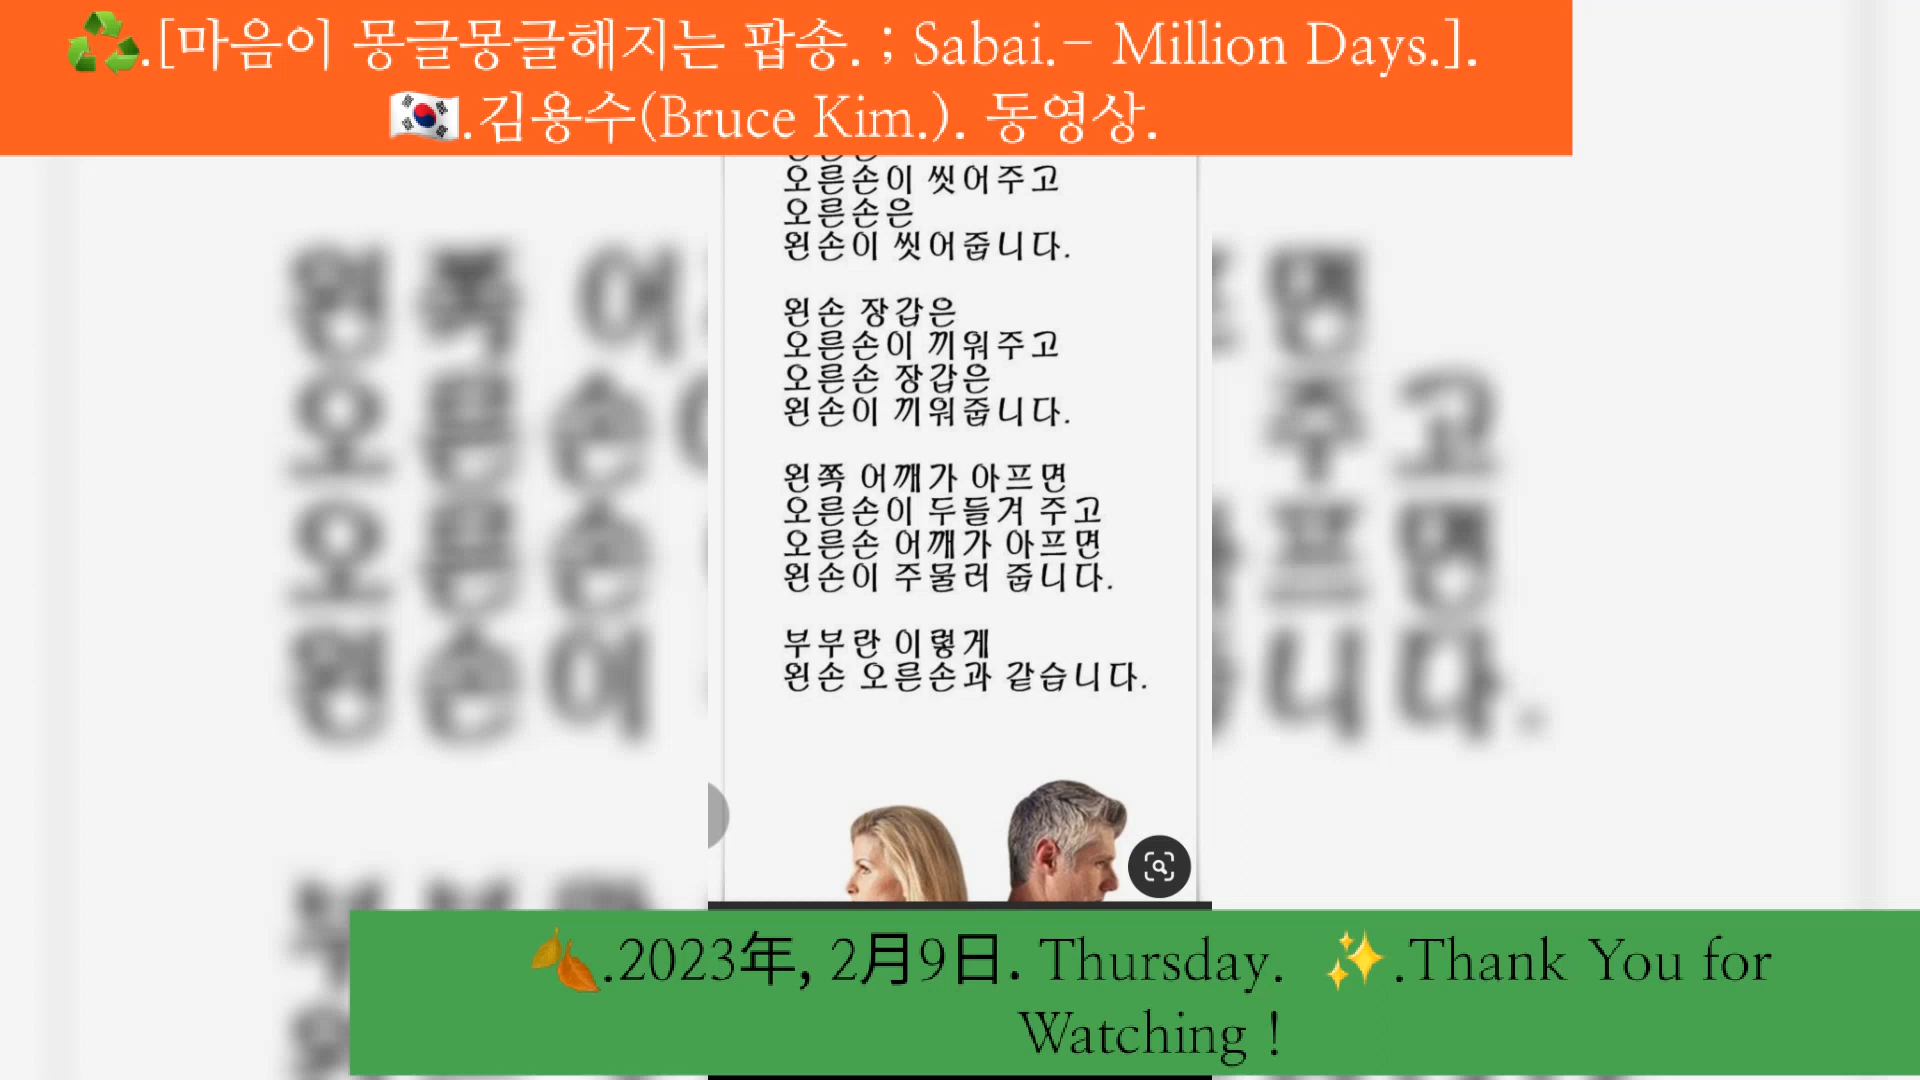 ♻️.[마음이 몽글몽글해지는 팝송. ; Sabai.- Million Days.].
🇰🇷.김용수(Bruce Kim.). 동영상.
오른손이 씻어주고
오른손은
왼손이 씻어줍니다.
왼손 장갑은
오른손이 끼워주고
오른손 장갑은
왼손이 끼워줍니다.
왼쪽 어깨가 아프면
오른손이 두들겨 주고
오른손 어깨가 아프면
왼손이 주물러 줍니다.
부부란 이렇게
왼손 오른손과 같습니다.
🍂.2023年, 2月9日. Thursday. ✨.Thank You for
Watching !